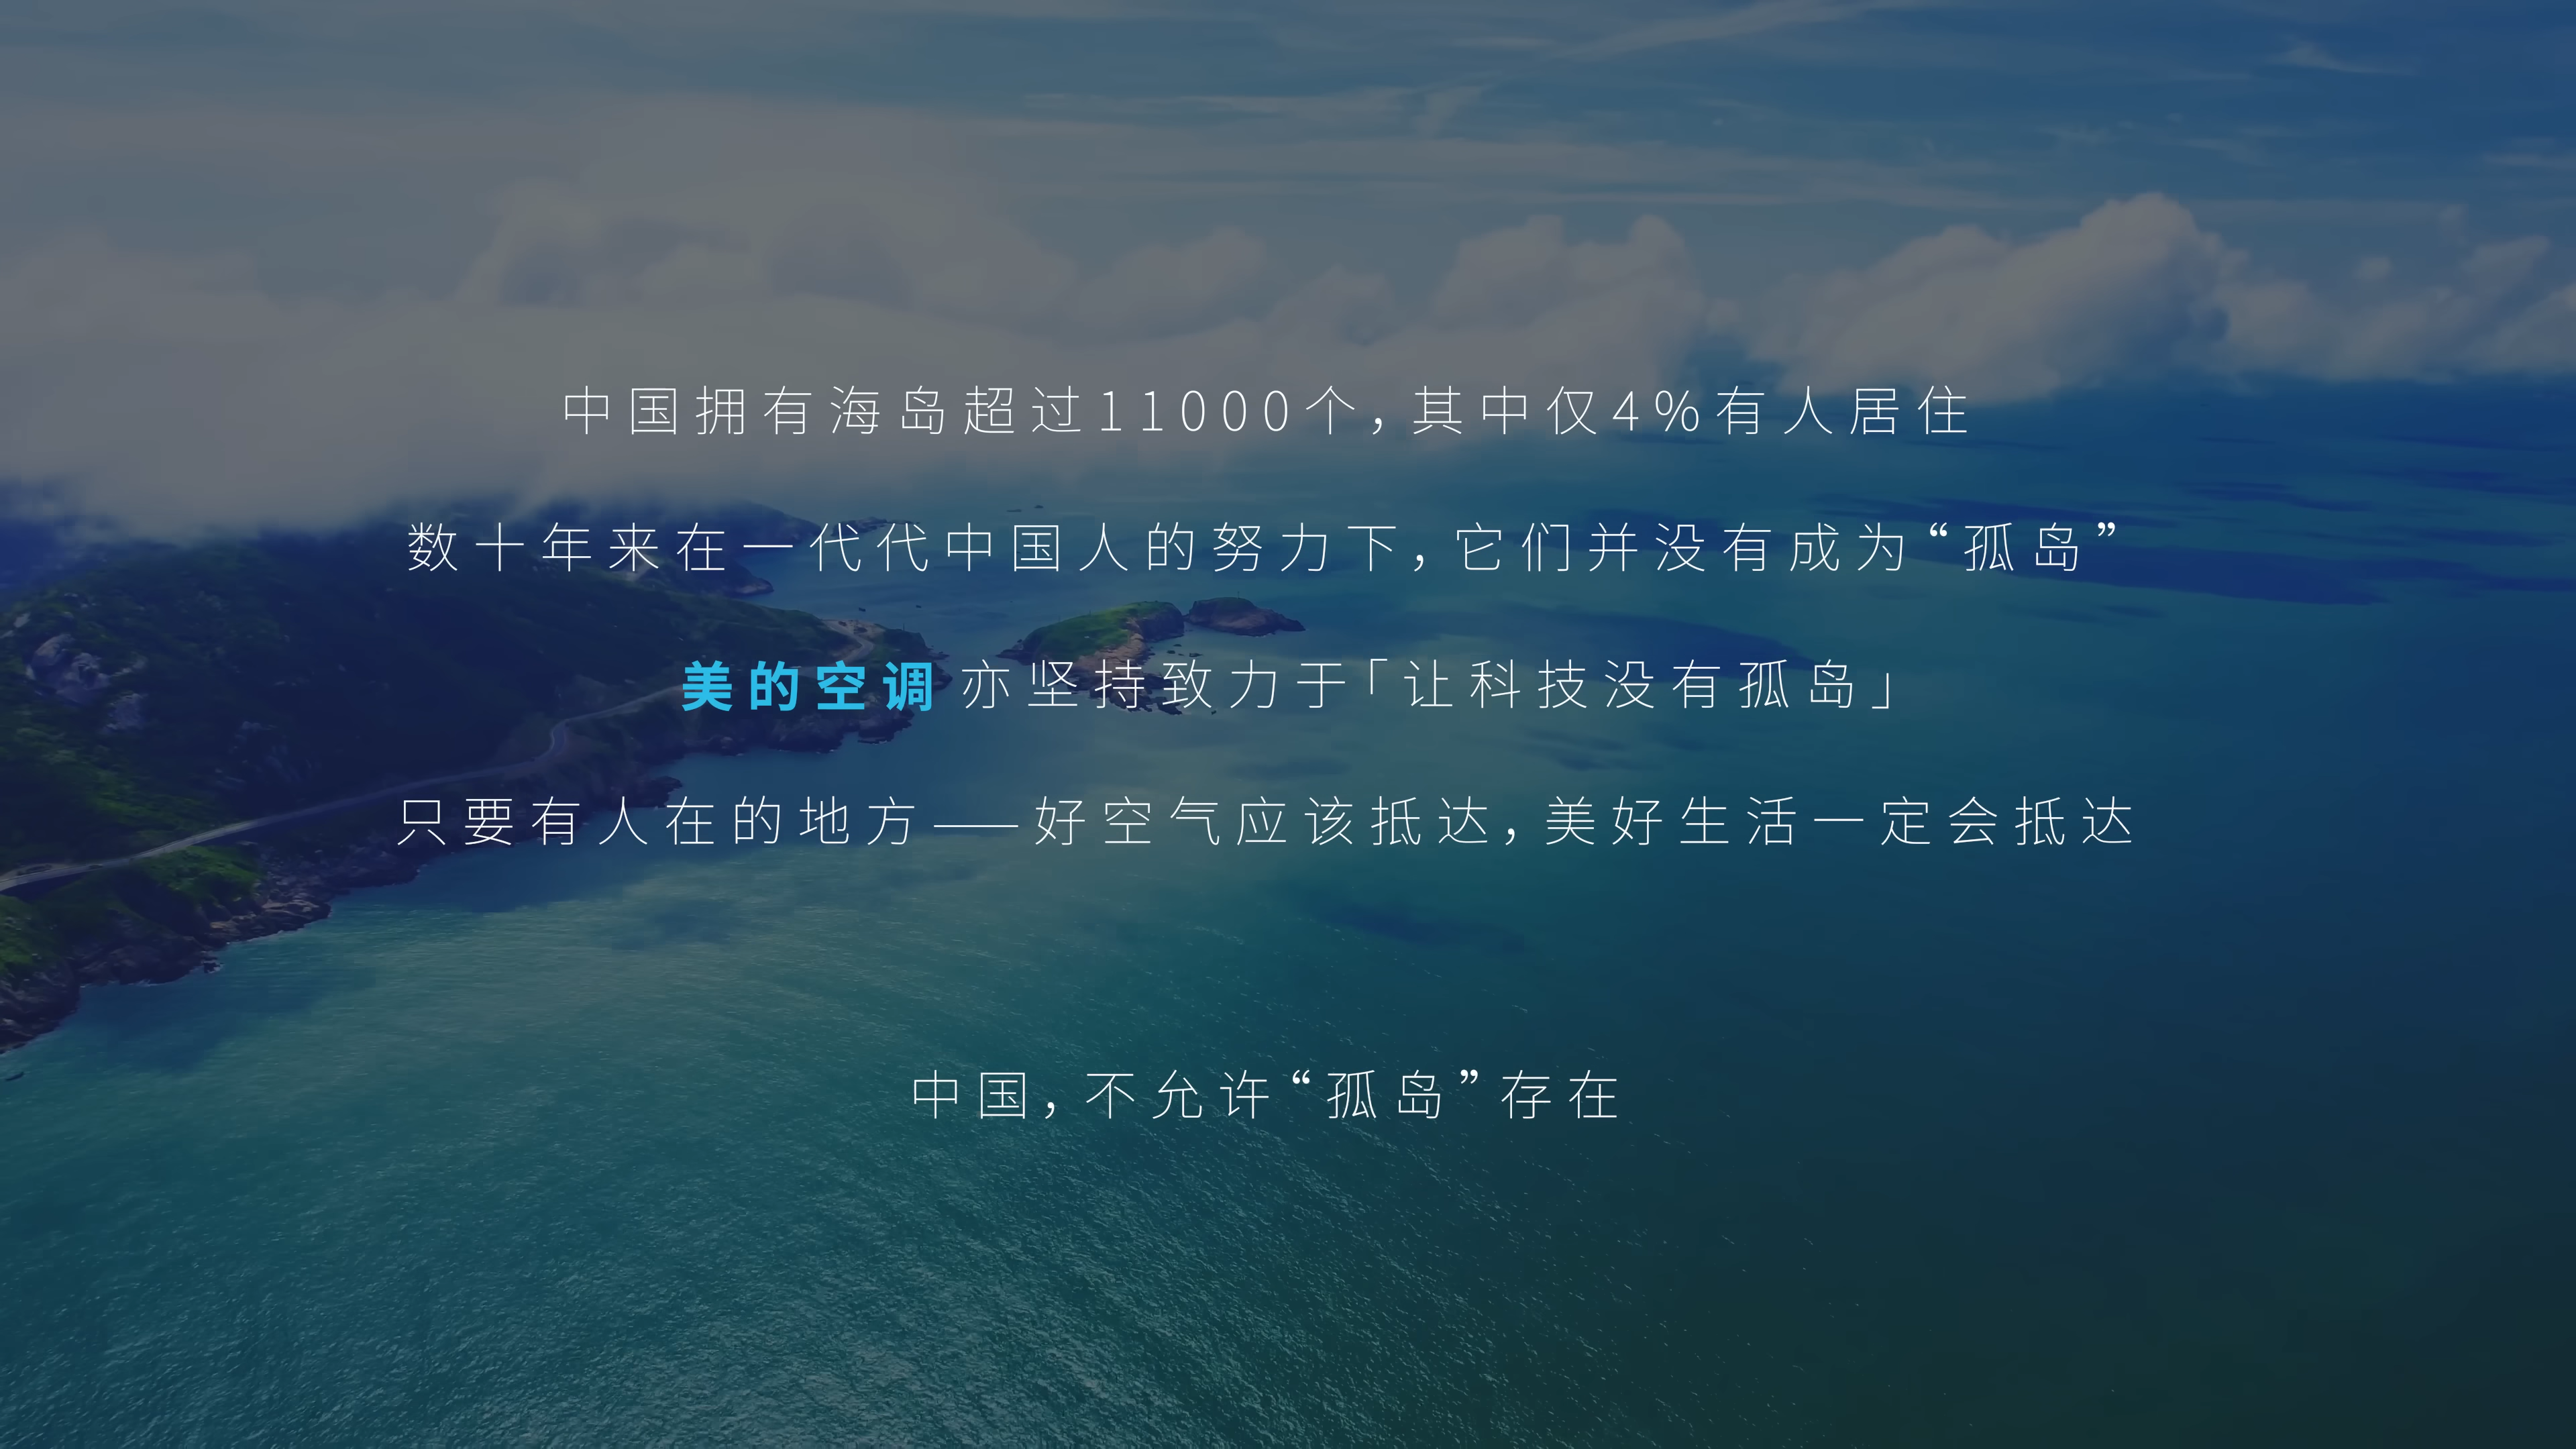 中国拥有海岛超过11000个，其中仅4%有人居住
数十年来在一代代中国人的努力下，它们并没有成为“孤岛”
美的空调 亦坚持致力于「让科技没有孤岛」
只要有人在的地方——好空气应该抵达，美好生活一定会抵达
中国，不允许“孤岛”存在